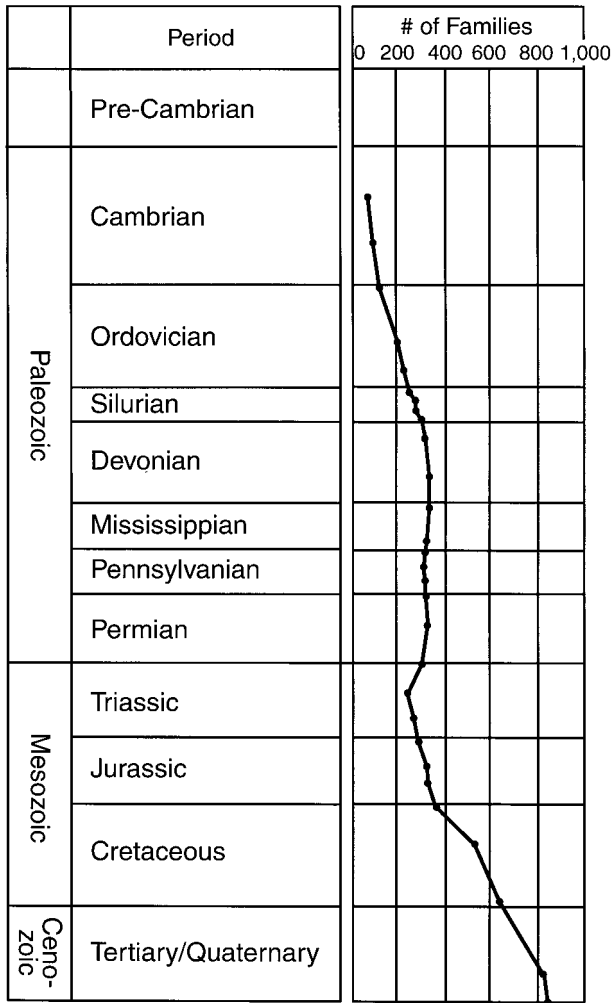 Period
# of Families
0 200 400 600 800 1,000
Pre-Cambrian
Paleozoic
Cambrian
Ordovician
Silurian
Devonian
Mississippian
Pennsylvanian
Permian
Mesozoic
Triassic
Jurassic
Cretaceous
Ceno-
zoic
Tertiary/Quaternary